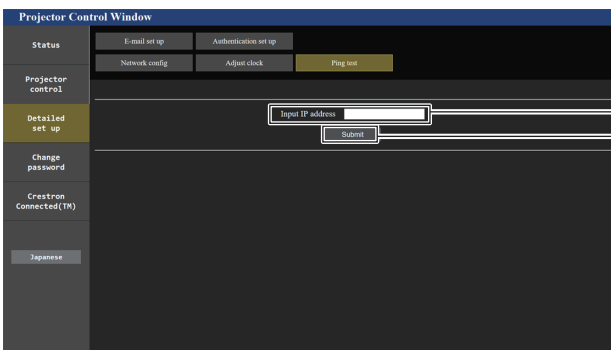 Projector Control Window
Status
E-mail set up
Authentication set up
Network config
Adjust clock
Ping test
Projector
control
Detailed
set up
Input IP address
Submit
Change
password
Crestron
Connected(TM)
Japanese